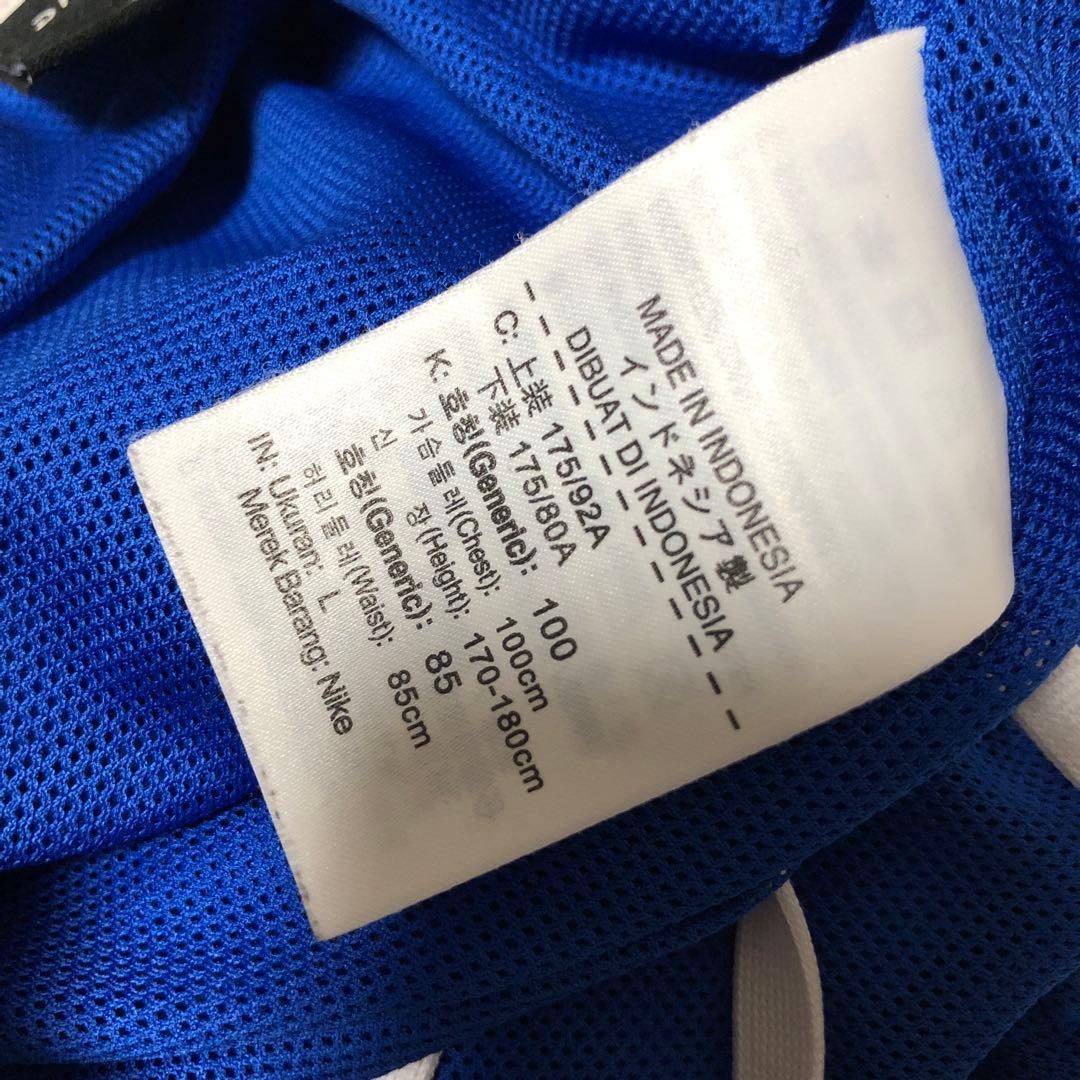 MADE IN INDONESIA
インドネシア製
DIBUAT DI INDONESIA
C: 上装 175/92A
下装 175/80A
K: 호칭(Generic): 100
가슴둘레(Chest): 100cm
신 장(Height): 170-180cm
호칭(Generic): 85
허리둘레(Waist): 85cm
IN: Ukuran: L
Merek Barang: Nike